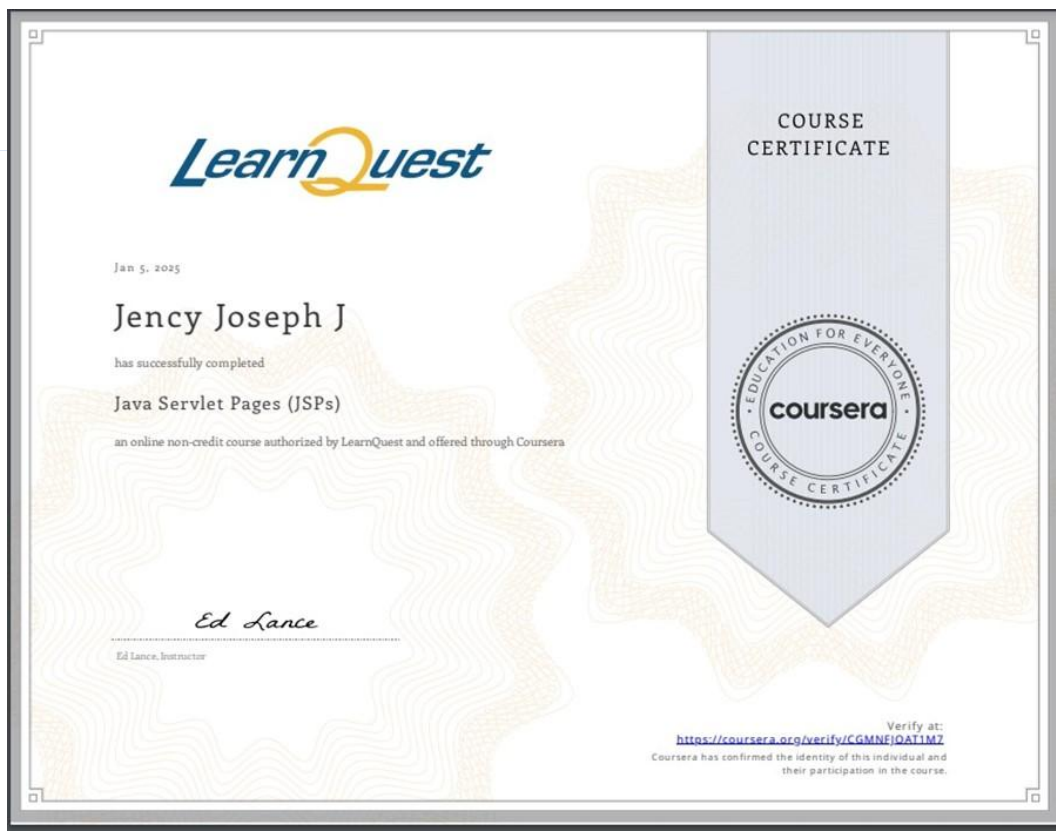 LearnQuest
COURSE
CERTIFICATE
Jan 5, 2025
Jency Joseph J
has successfully completed
Java Servlet Pages (JSPs)
an online non-credit course authorized by LearnQuest and offered through Coursera
EDUCATION FOR EVERYONE
coursera
COURSE CERTIFICATE
Ed Lance
Ed Lance, Instructor
Verify at:
https://coursera.org/verify/CGMNFJOAT1M7
Coursera has confirmed the identity of this individual and
their participation in the course.